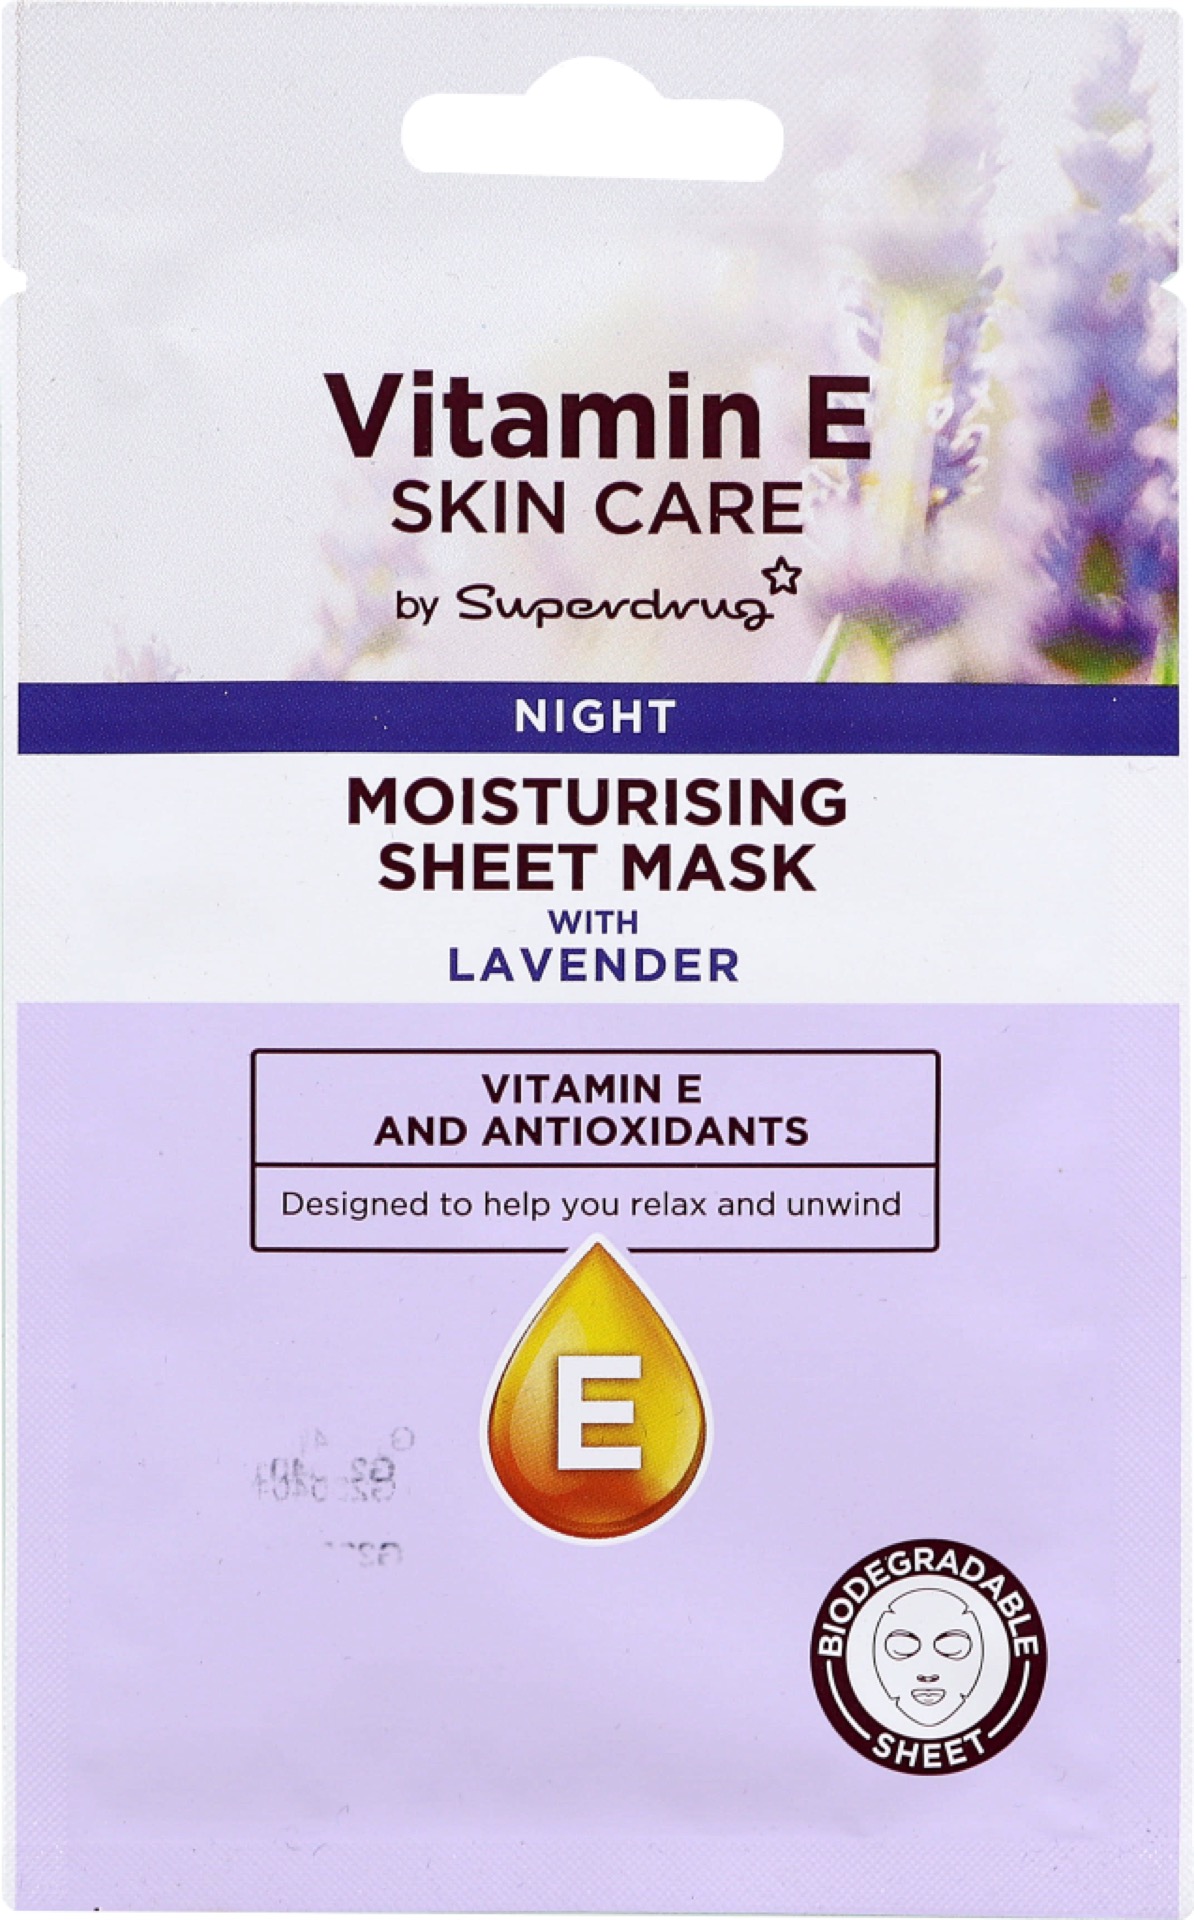 Vitamin E
SKIN CARE
by Superdrug
NIGHT
MOISTURISING
SHEET MASK
WITH
LAVENDER
VITAMIN E
AND ANTIOXIDANTS
Designed to help you relax and unwind
E
BIODEGRADABLE
SHEET